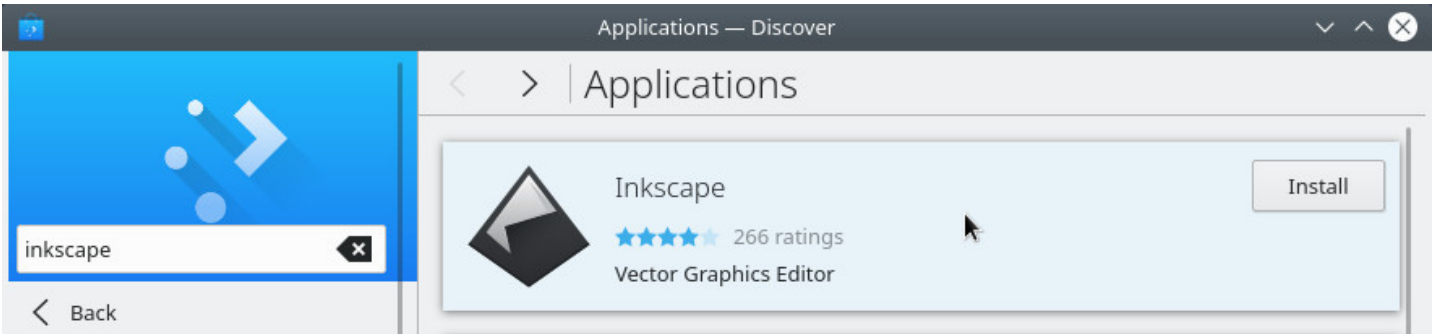 Applications — Discover
Applications
inkscape
Back
Inkscape
266 ratings
Vector Graphics Editor
Install